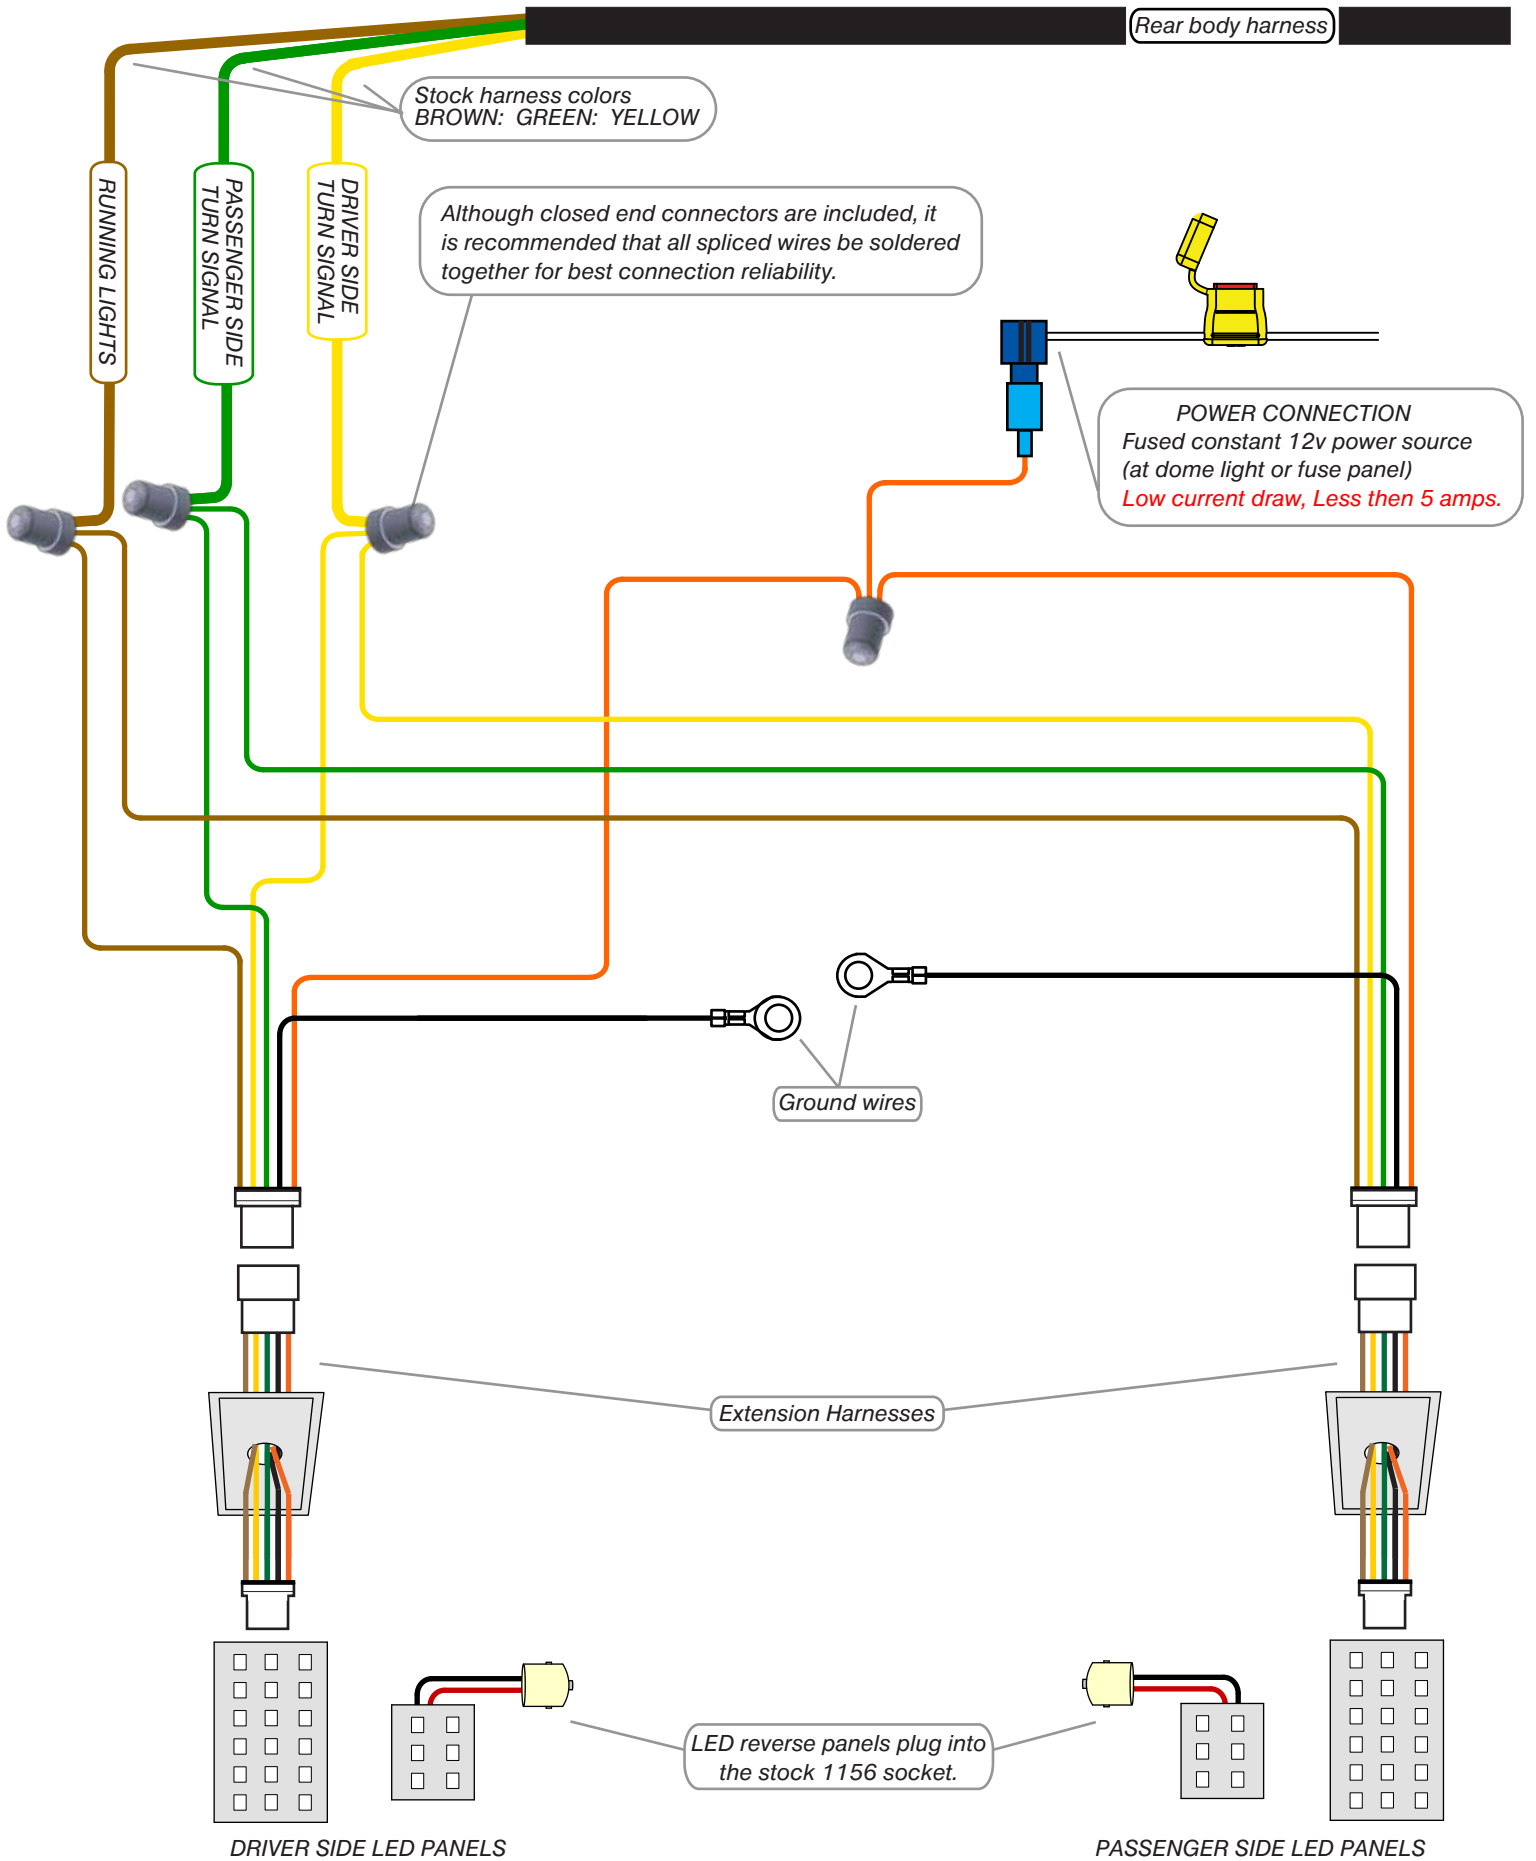 Rear body harness
Stock harness colors
BROWN: GREEN: YELLOW
RUNNING LIGHTS
PASSENGER SIDE
TURN SIGNAL
DRIVER SIDE
TURN SIGNAL
Although closed end connectors are included, it
is recommended that all spliced wires be soldered
together for best connection reliability.
POWER CONNECTION
Fused constant 12v power source
(at dome light or fuse panel)
Low current draw, Less then 5 amps.
Ground wires
Extension Harnesses
LED reverse panels plug into
the stock 1156 socket.
DRIVER SIDE LED PANELS
PASSENGER SIDE LED PANELS